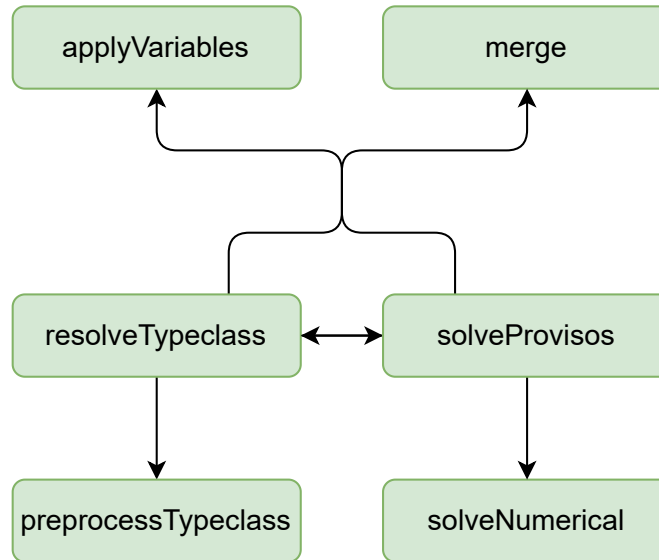 applyVariables
merge
resolveTypeclass
solveProvisos
preprocessTypeclass
solveNumerical